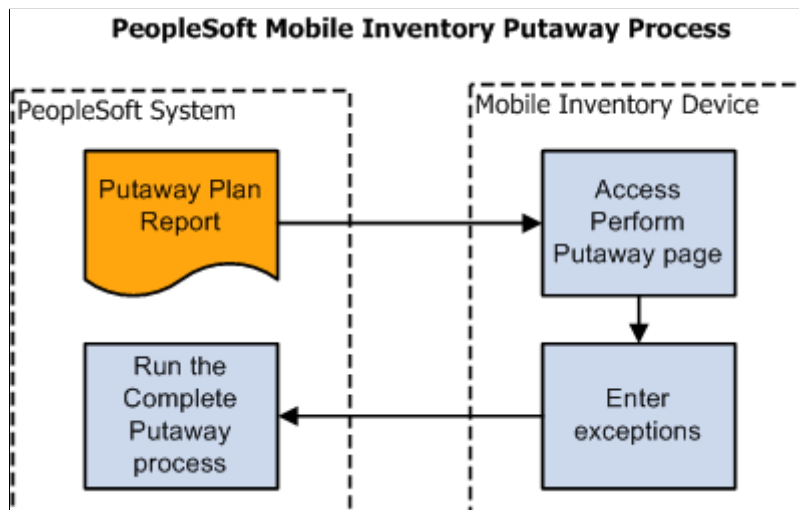 PeopleSoft Mobile Inventory Putaway Process
PeopleSoft System
Mobile Inventory Device
Putaway Plan
Report
Access
Perform
Putaway page
Run the
Complete
Putaway
process
Enter
exceptions